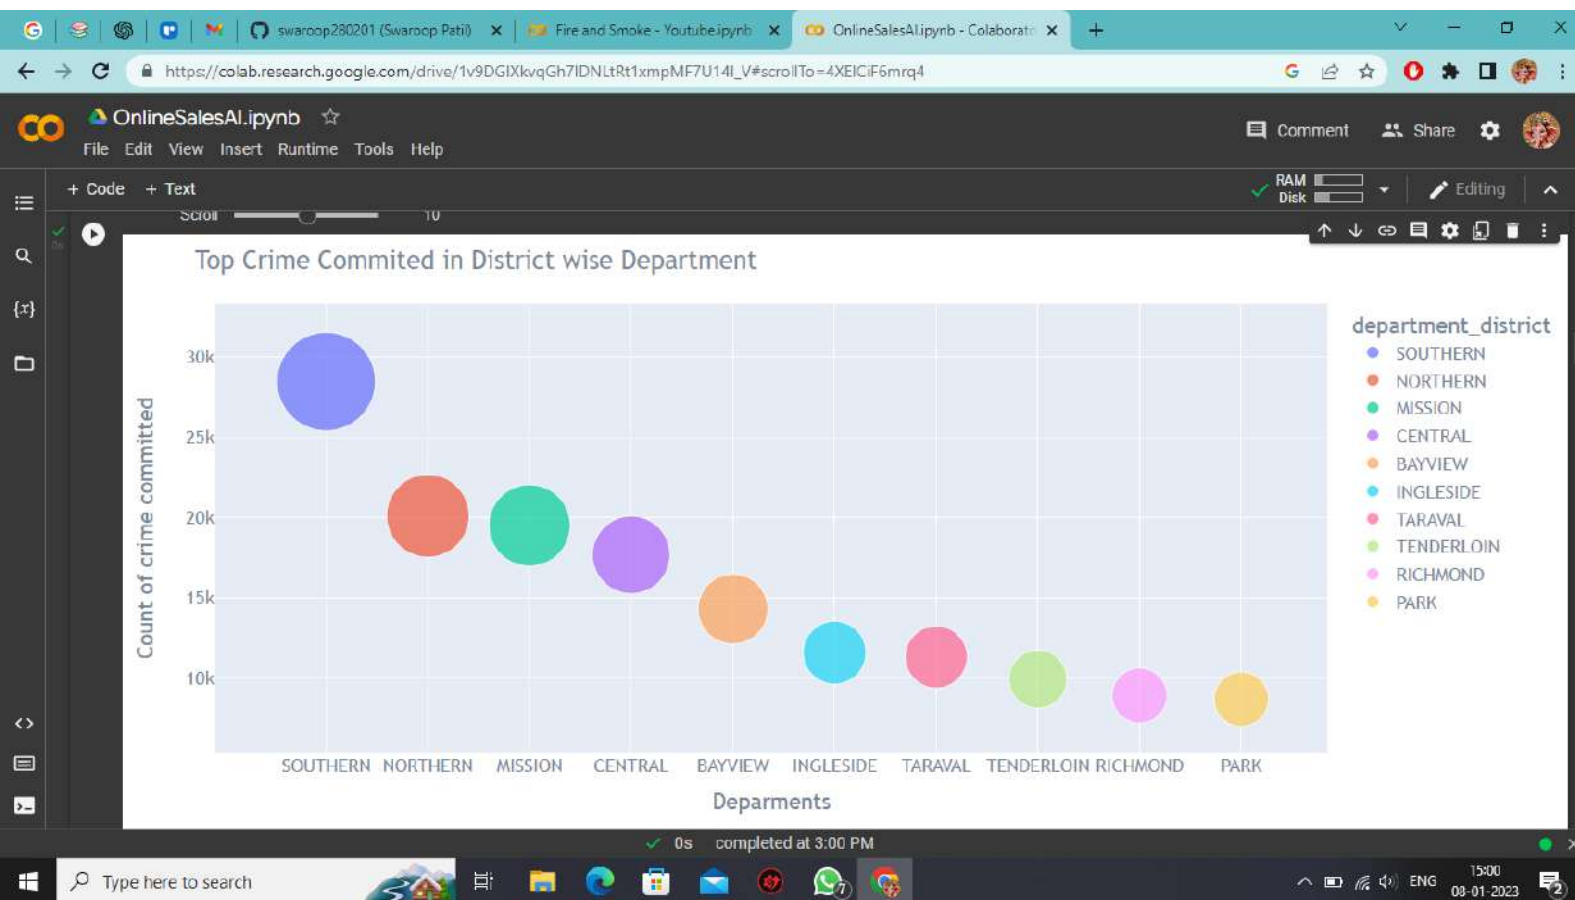 swaroop280201 (Swaroop Patil)
Fire and Smoke - Youtube.ipynb
OnlineSalesAI.ipynb - Colaborato
https://colab.research.google.com/drive/
OnlineSalesAI.ipynb
Comment
Share
File Edit View Insert Runtime Tools Help
+ Code + Text
RAM
Disk
Editing
Scroll 10
0s
{x}
Top Crime Commited in District wise Department
Count of crime committed
30k
25k
20k
15k
10k
SOUTHERN NORTHERN MISSION CENTRAL BAYVIEW INGLESIDE TARAVAL TENDERLOIN RICHMOND PARK
Deparments
department_district
SOUTHERN
NORTHERN
MISSION
CENTRAL
BAYVIEW
INGLESIDE
TARAVAL
TENDERLOIN
RICHMOND
PARK
0s completed at 3:00 PM
Type here to search
7
ENG
15:00
08-01-2023
2